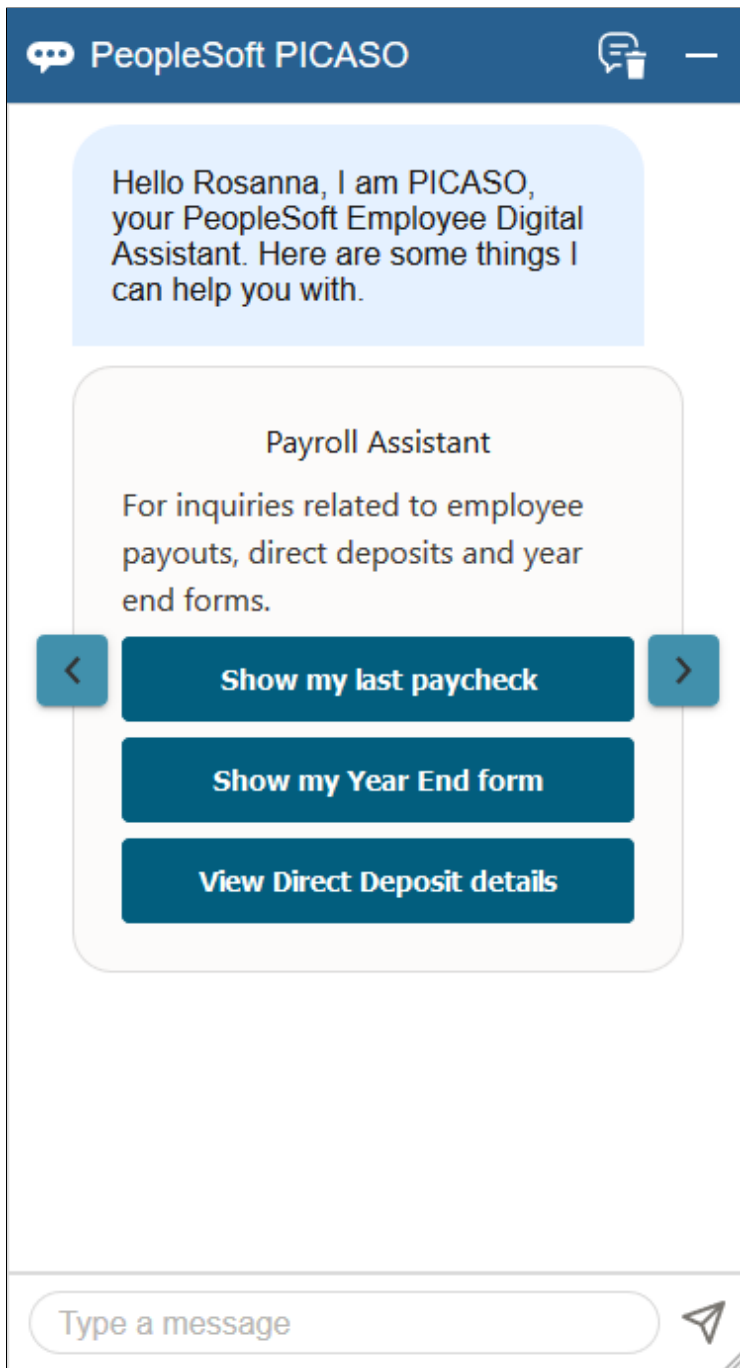 PeopleSoft PICASO
Hello Rosanna, I am PICASO,
your PeopleSoft Employee Digital
Assistant. Here are some things I
can help you with.
Payroll Assistant
For inquiries related to employee
payouts, direct deposits and year
end forms.
Show my last paycheck
Show my Year End form
View Direct Deposit details
Type a message